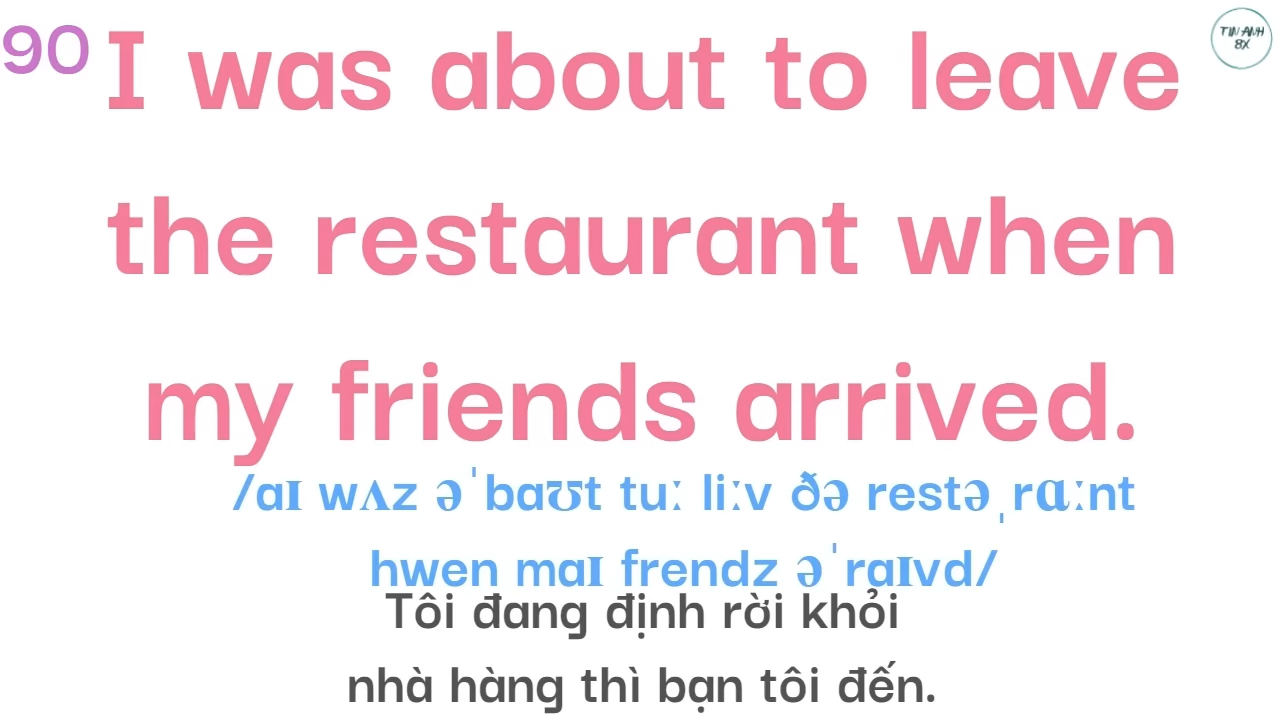 90
I was about to leave
the restaurant when
my friends arrived.
/aɪ wʌz əˈbaʊt tuː liːv ðə restəˌrɑːnt
hwen maɪ frendz əˈraɪvd/
Tôi đang định rời khỏi
nhà hàng thì bạn tôi đến.
TIN ANH
8X